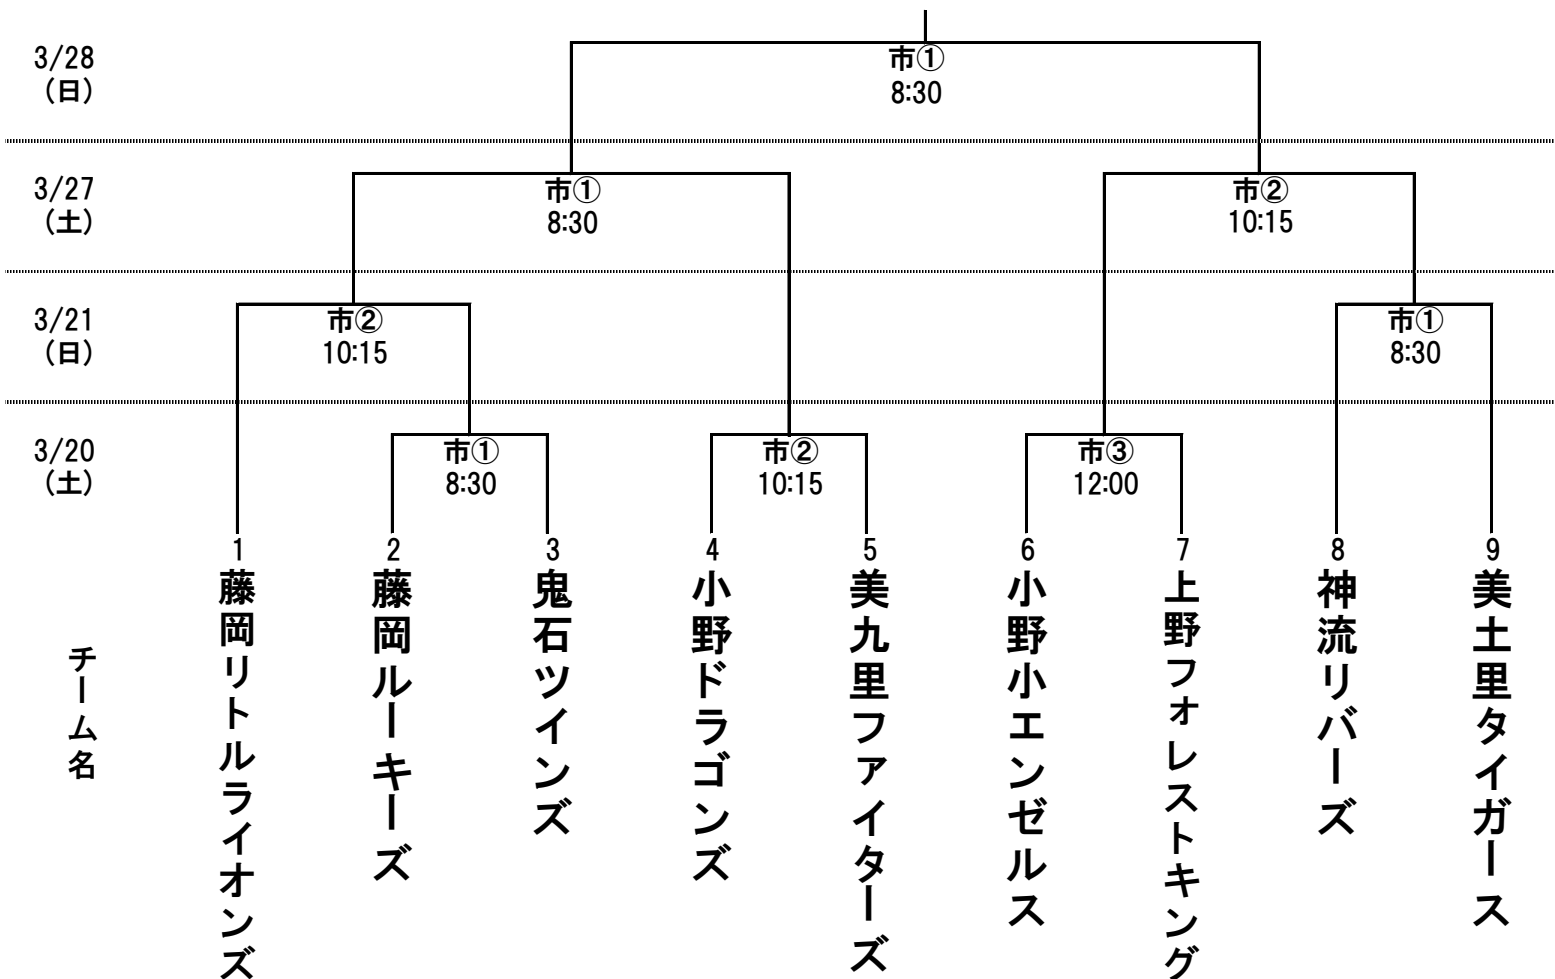 3/28
(日)
市①
8:30
3/27
(土)
市①
8:30
市②
10:15
3/21
(日)
市②
10:15
市①
8:30
3/20
(土)
市①
8:30
市②
10:15
市③
12:00
チーム名
1
藤岡リトルライオンズ
2
藤岡ルーキーズ
3
鬼石ツインズ
4
小野ドラゴンズ
5
美九里ファイターズ
6
小野小エンゼルス
7
上野フォレストキング
8
神流リバーズ
9
美土里タイガース